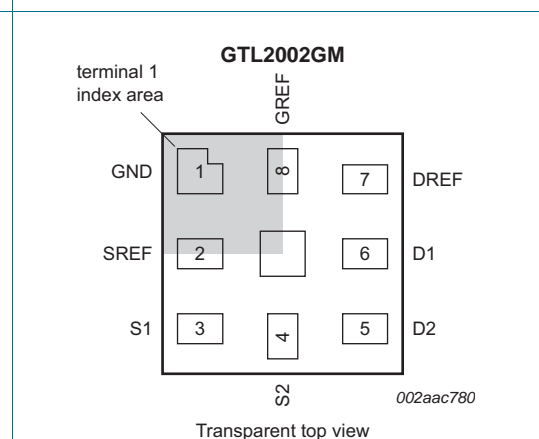 GTL2002GM
terminal 1
index area
GREF
GND 1 8 7 DREF
SREF 2 6 D1
S1 3 4 5 D2
S2
002aac780
Transparent top view